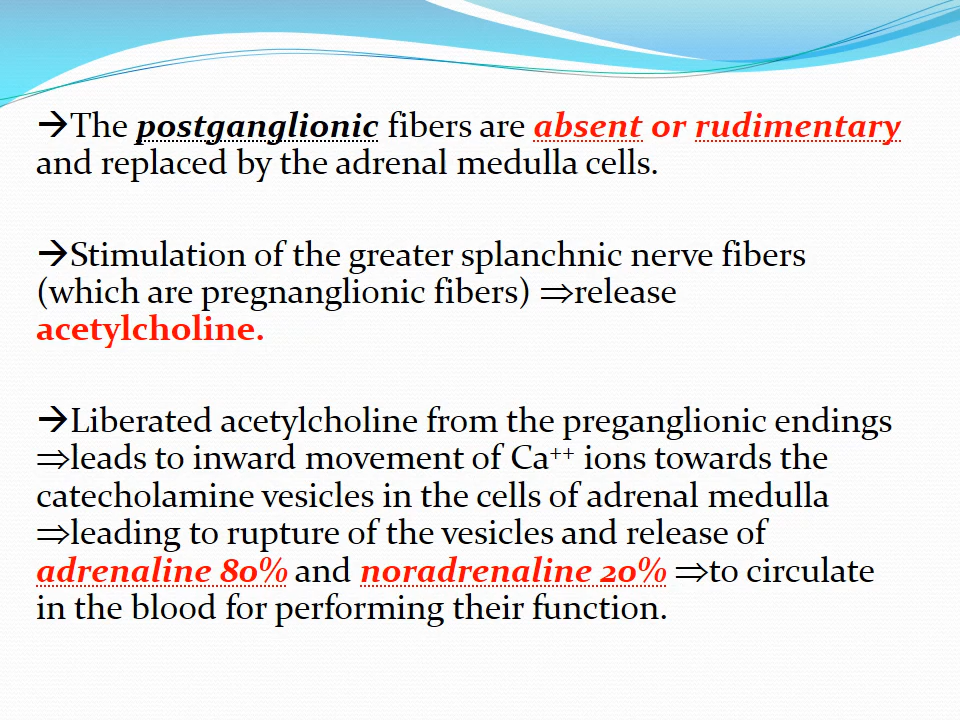 →The postganglionic fibers are absent or rudimentary
and replaced by the adrenal medulla cells.
→Stimulation of the greater splanchnic nerve fibers
(which are pregnanglionic fibers) ⇒release
acetylcholine.
→Liberated acetylcholine from the preganglionic endings
⇒leads to inward movement of Ca⁺⁺ ions towards the
catecholamine vesicles in the cells of adrenal medulla
⇒leading to rupture of the vesicles and release of
adrenaline 80% and noradrenaline 20% ⇒to circulate
in the blood for performing their function.